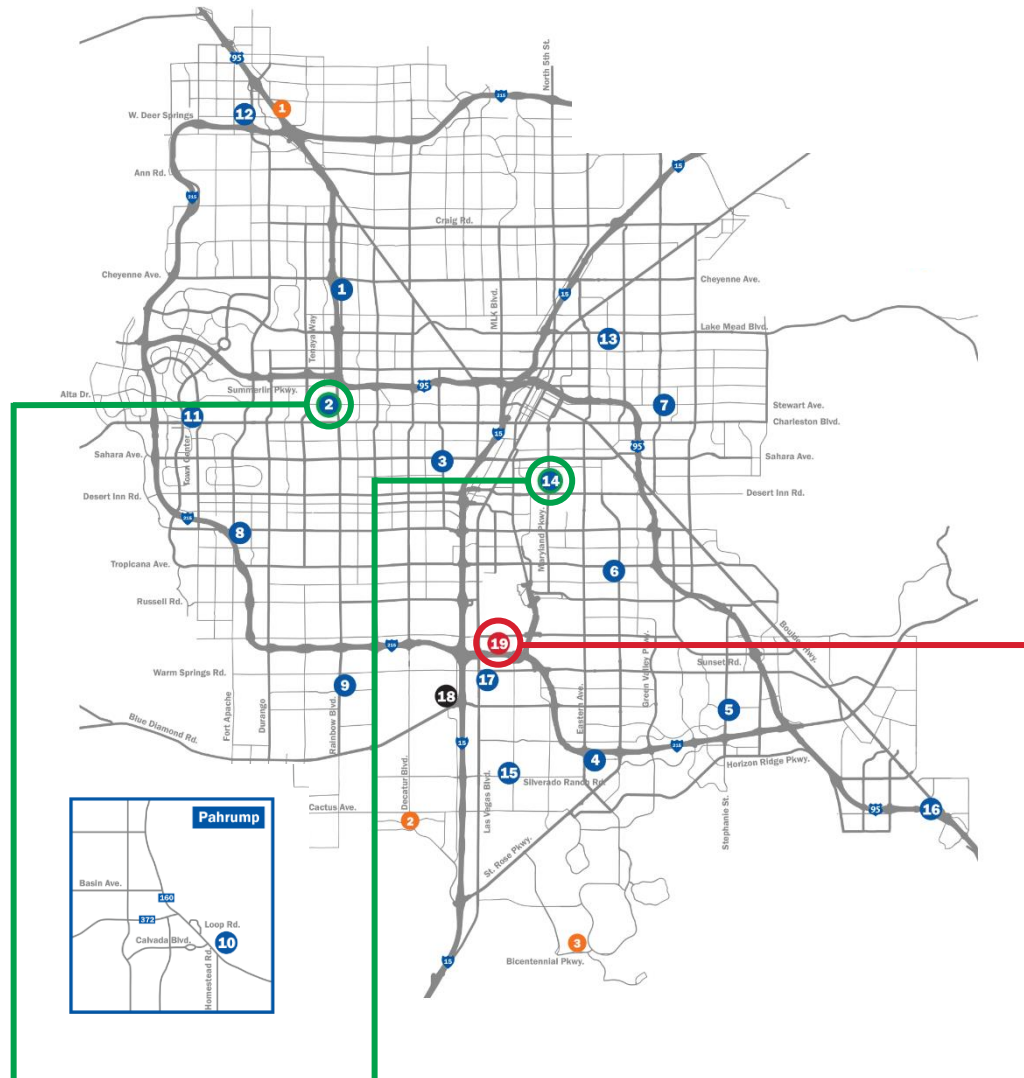 North 5th St.
95
215
1
W. Deer Springs
12
15
Ann Rd.
215
Craig Rd.
Cheyenne Ave.
Cheyenne Ave.
1
15
MLK Blvd.
Tenaya Way
Lake Mead Blvd.
13
Summerlin Pkwy.
95
Alta Dr.
2
7
Stewart Ave.
11
Charleston Blvd.
15
95
Sahara Ave.
3
Sahara Ave.
Town Center
14
Desert Inn Rd.
Desert Inn Rd.
215
8
Maryland Pkwy.
Tropicana Ave.
6
Russell Rd.
Boulder Hwy.
19
215
Green Valley Pkwy.
Sunset Rd.
Warm Springs Rd.
17
9
18
Fort Apache
Durango
Rainbow Blvd.
Eastern Ave.
5
Blue Diamond Rd.
15
215
4
Horizon Ridge Pkwy.
15
Silverado Ranch Rd.
Decatur Blvd.
Las Vegas Blvd.
Stephanie St.
Cactus Ave.
2
95
16
Pahrump
St. Rose Pkwy.
Basin Ave.
160
372
Loop Rd.
Calvada Blvd.
10
Homestead Rd.
3
15
Bicentennial Pkwy.